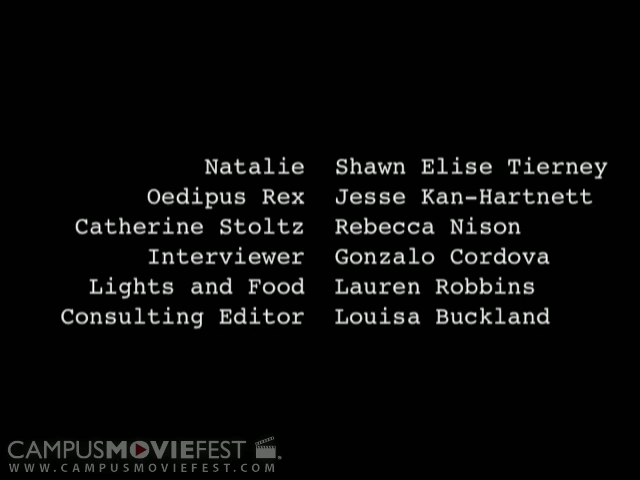 Natalie Shawn Elise Tierney
Oedipus Rex Jesse Kan-Hartnett
Catherine Stoltz Rebecca Nison
Interviewer Gonzalo Cordova
Lights and Food Lauren Robbins
Consulting Editor Louisa Buckland
CAMPUSMOVIEFEST
WWW.CAMPUSMOVIEFEST.COM